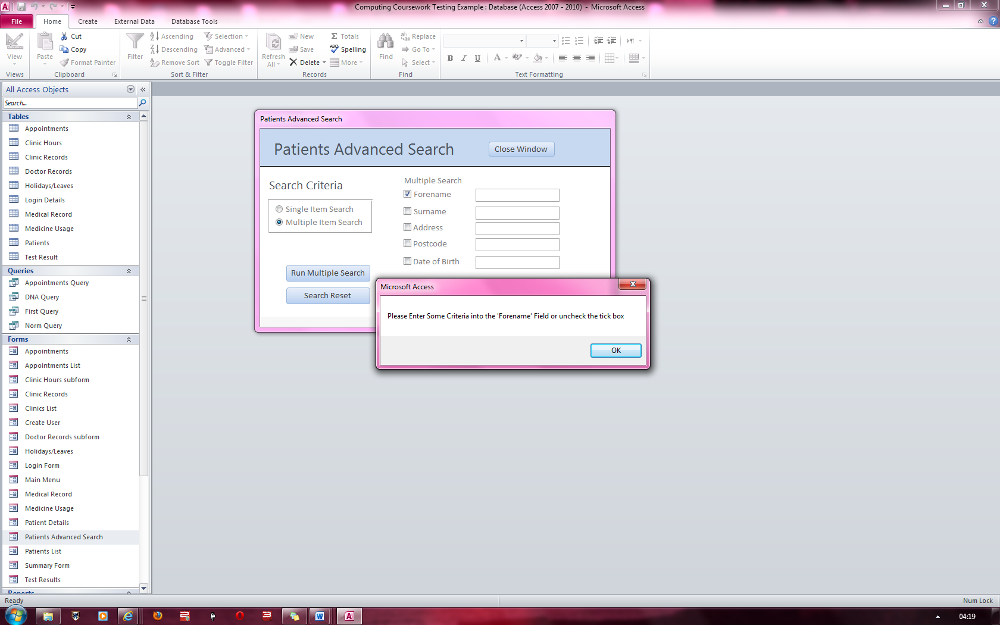 Computing Coursework Testing Example : Database (Access 2007 - 2010) - Microsoft Access
File Home Create External Data Database Tools
View
Views
Paste
Cut
Copy
Format Painter
Clipboard
Filter
Ascending
Descending
Remove Sort
Selection
Advanced
Toggle Filter
Sort & Filter
Refresh All
New
Save
Delete
Totals
Spelling
More
Records
Find
Replace
Go To
Select
Find
B I U A
Text Formatting
All Access Objects
Search...
Tables
Appointments
Clinic Hours
Clinic Records
Doctor Records
Holidays/Leaves
Login Details
Medical Record
Medicine Usage
Patients
Test Result
Queries
Appointments Query
DNA Query
First Query
Norm Query
Forms
Appointments
Appointments List
Clinic Hours subform
Clinic Records
Clinics List
Create User
Doctor Records subform
Holidays/Leaves
Login Form
Main Menu
Medical Record
Medicine Usage
Patient Details
Patients Advanced Search
Patients List
Summary Form
Test Results
Reports
Patients Advanced Search
Patients Advanced Search
Close Window
Search Criteria
Single Item Search
Multiple Item Search
Multiple Search
Forename
Surname
Address
Postcode
Date of Birth
Run Multiple Search
Search Reset
Microsoft Access
Please Enter Some Criteria into the 'Forename' Field or uncheck the tick box
OK
Ready
Num Lock
04:19